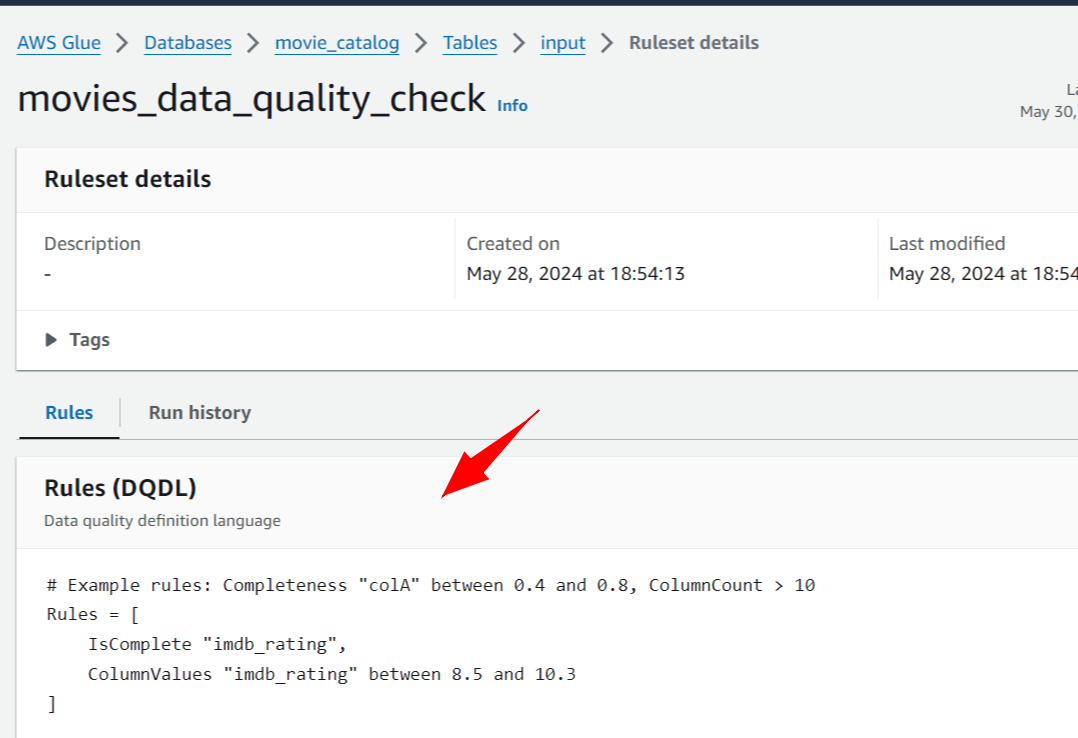 AWS Glue > Databases > movie_catalog > Tables > input > Ruleset details
movies_data_quality_check Info
May 30,
Ruleset details
Description
Created on
Last modified
-
May 28, 2024 at 18:54:13
May 28, 2024 at 18:54
Tags
Rules
Run history
Rules (DQDL)
Data quality definition language
# Example rules: Completeness "colA" between 0.4 and 0.8, ColumnCount > 10
Rules = [
    IsComplete "imdb_rating",
    ColumnValues "imdb_rating" between 8.5 and 10.3
]